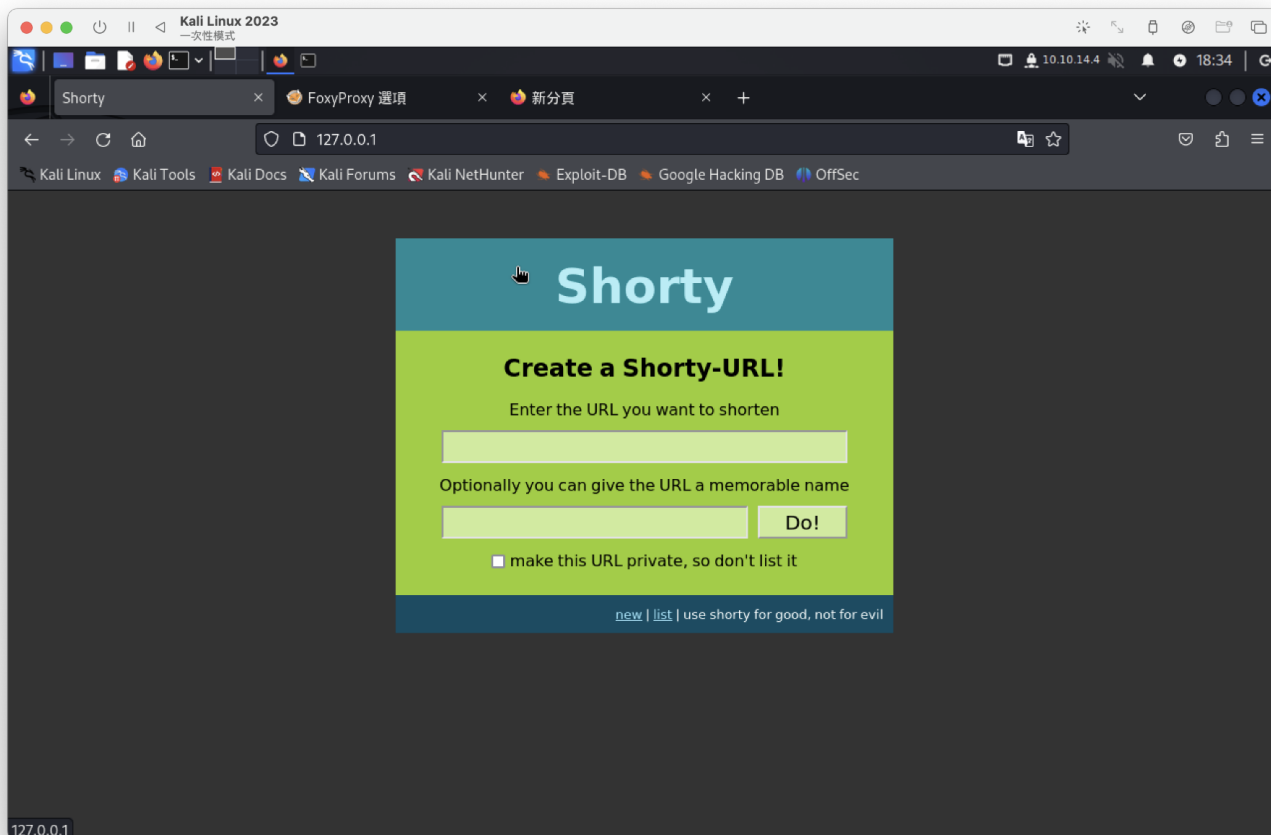 Kali Linux 2023
一次性模式
10.10.14.4
18:34
Shorty
FoxyProxy 選項
新分頁
127.0.0.1
Kali Linux
Kali Tools
Kali Docs
Kali Forums
Kali NetHunter
Exploit-DB
Google Hacking DB
OffSec
Shorty
Create a Shorty-URL!
Enter the URL you want to shorten
Optionally you can give the URL a memorable name
Do!
make this URL private, so don't list it
new | list | use shorty for good, not for evil
127.0.0.1